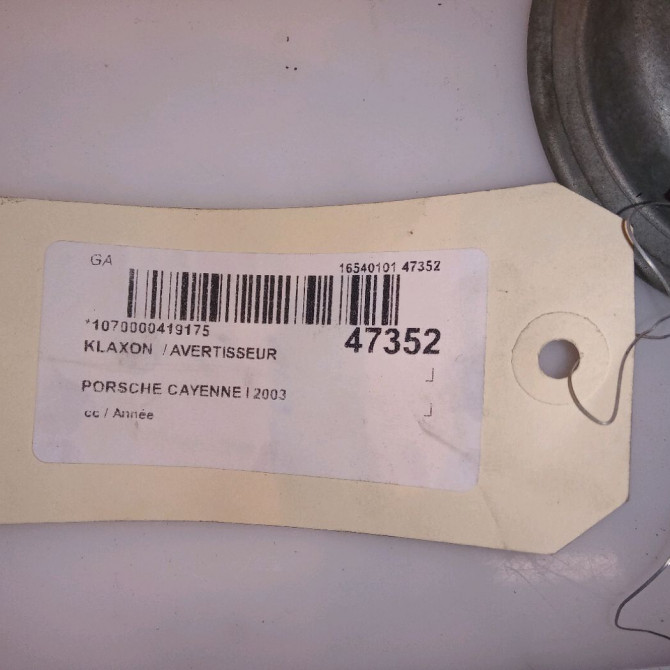 GA
16540101 47352
*1070000419175
47352
KLAXON / AVERTISSEUR
PORSCHE CAYENNE I 2003
cc / Année